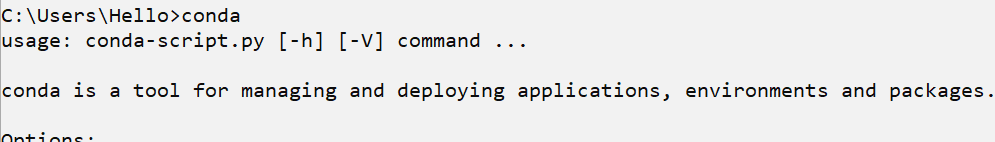 C:\Users\Hello>conda
usage: conda-script.py [-h] [-V] command ...
conda is a tool for managing and deploying applications, environments and packages.
Options: